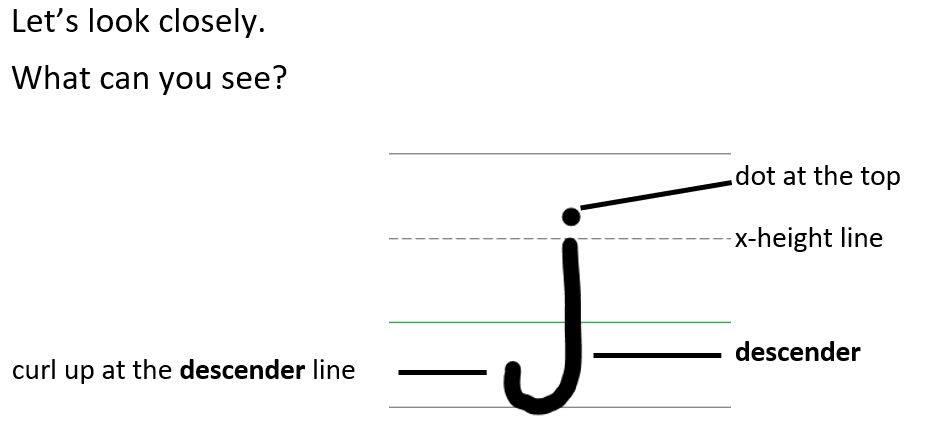 Let’s look closely.
What can you see?
dot at the top
x-height line
j
descender
curl up at the descender line